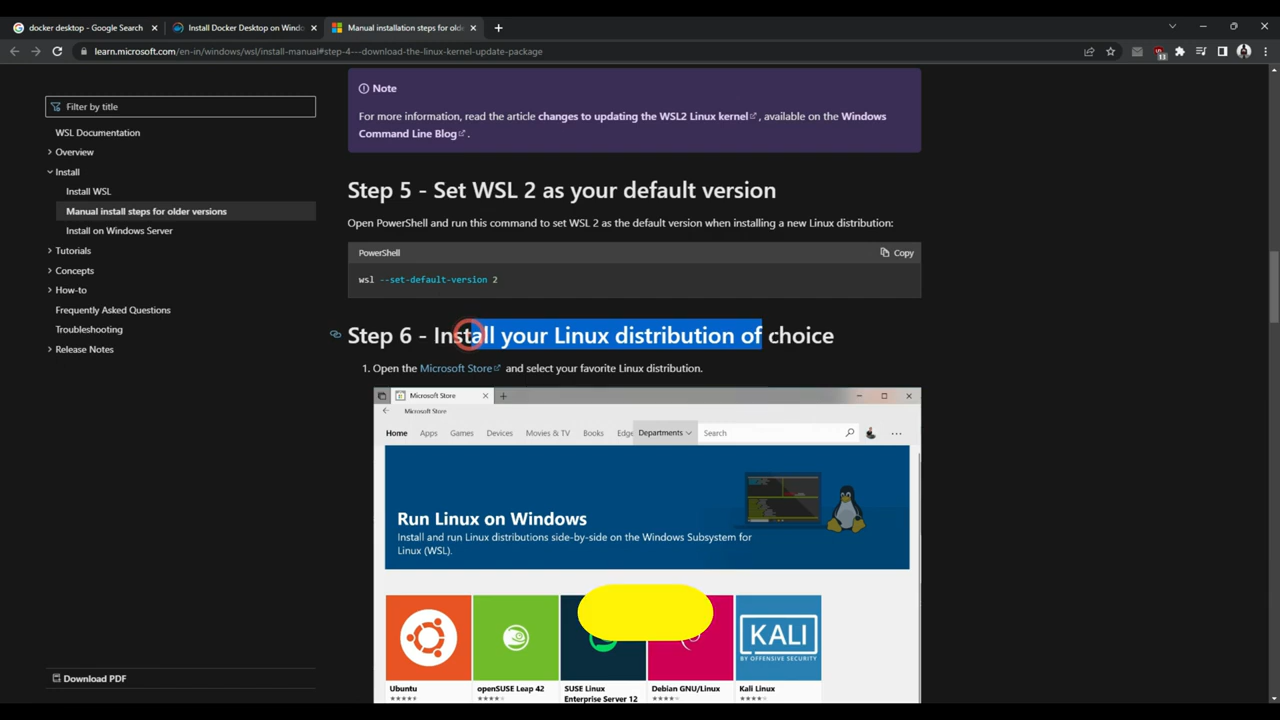 docker desktop - Google Search
Install Docker Desktop on Windo
Manual installation steps for older
learn.microsoft.com/en-in/windows/wsl/install-manual#step-4---download-the-linux-kernel-update-package
13
Filter by title
WSL Documentation
Overview
Install
Install WSL
Manual install steps for older versions
Install on Windows Server
Tutorials
Concepts
How-to
Frequently Asked Questions
Troubleshooting
Release Notes
Download PDF
Note
For more information, read the article changes to updating the WSL2 Linux kernel , available on the Windows
Command Line Blog .
Step 5 - Set WSL 2 as your default version
Open PowerShell and run this command to set WSL 2 as the default version when installing a new Linux distribution:
PowerShell
Copy
wsl --set-default-version 2
Step 6 - Install your Linux distribution of choice
1. Open the Microsoft Store and select your favorite Linux distribution.
Microsoft Store
Microsoft Store
Home Apps Games Devices Movies & TV Books Edge Departments Search
Run Linux on Windows
Install and run Linux distributions side-by-side on the Windows Subsystem for
Linux (WSL).
KALI
BY OFFENSIVE SECURITY
Ubuntu
openSUSE Leap 42
SUSE Linux
Enterprise Server 12
Debian GNU/Linux
Kali Linux